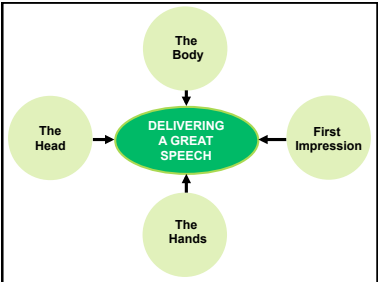 The
Body
The
Head
DELIVERING
A GREAT
SPEECH
First
Impression
The
Hands